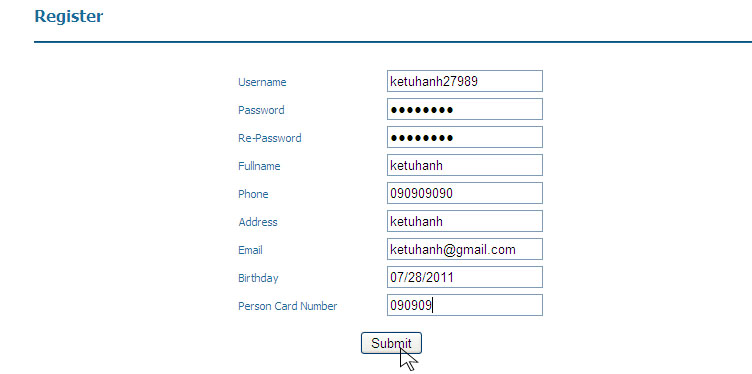 Register
Username ketuhanh27989
Password ●●●●●●●●
Re-Password ●●●●●●●●
Fullname ketuhanh
Phone 090909090
Address ketuhanh
Email ketuhanh@gmail.com
Birthday 07/28/2011
Person Card Number 090909
Submit